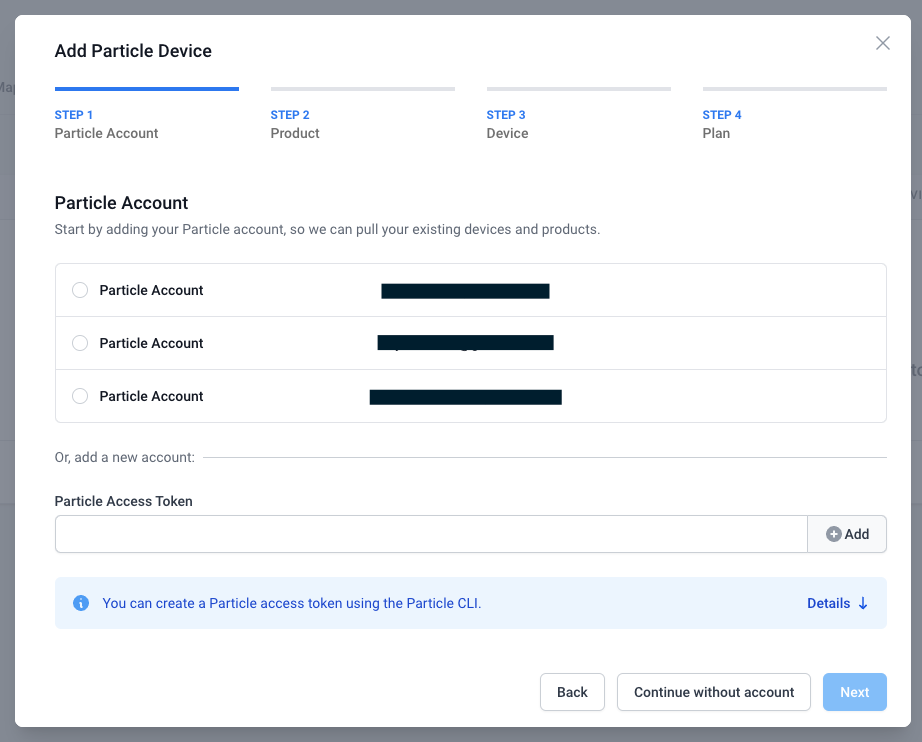 Add Particle Device
STEP 1
Particle Account
STEP 2
Product
STEP 3
Device
STEP 4
Plan
Particle Account
Start by adding your Particle account, so we can pull your existing devices and products.
Particle Account
Particle Account
Particle Account
Or, add a new account:
Particle Access Token
Add
You can create a Particle access token using the Particle CLI.
Details
Back
Continue without account
Next